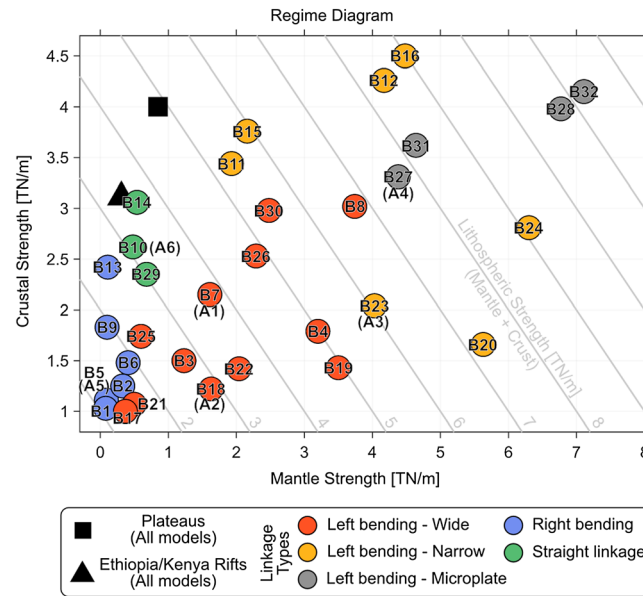 Regime Diagram
Crustal Strength [TN/m]
4.5
4
3.5
3
2.5
2
1.5
1
B16
B12
B32
B28
B15
B31
B11
B27
(A4)
B14
B30
B8
B24
B10 (A6)
B26
B13
B29
B7
(A1)
B23
(A3)
B9
B25
B4
B20
B6
B3
B5
(A5)
B2
B22
B19
B18
(A2)
B1
B21
B17
Lithospheric Strength [TN/m]
(Mantle + Crust)
2
3
4
5
6
7
8
0
1
2
3
4
5
6
7
8
Mantle Strength [TN/m]
Plateaus
(All models)
Ethiopia/Kenya Rifts
(All models)
Linkage
Types
Left bending - Wide
Left bending - Narrow
Left bending - Microplate
Right bending
Straight linkage